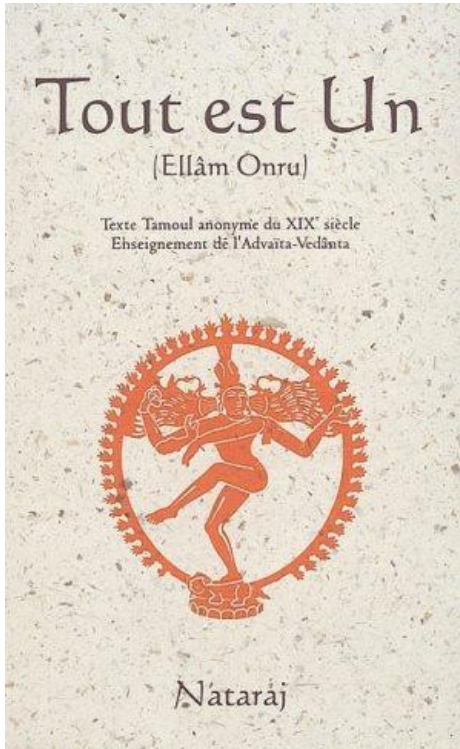 Tout est Un
(Ellâm Onru)
Texte Tamoul anonyme du XIXᵉ siècle
Enseignement de l'Advaïta-Vedânta
Nataraj